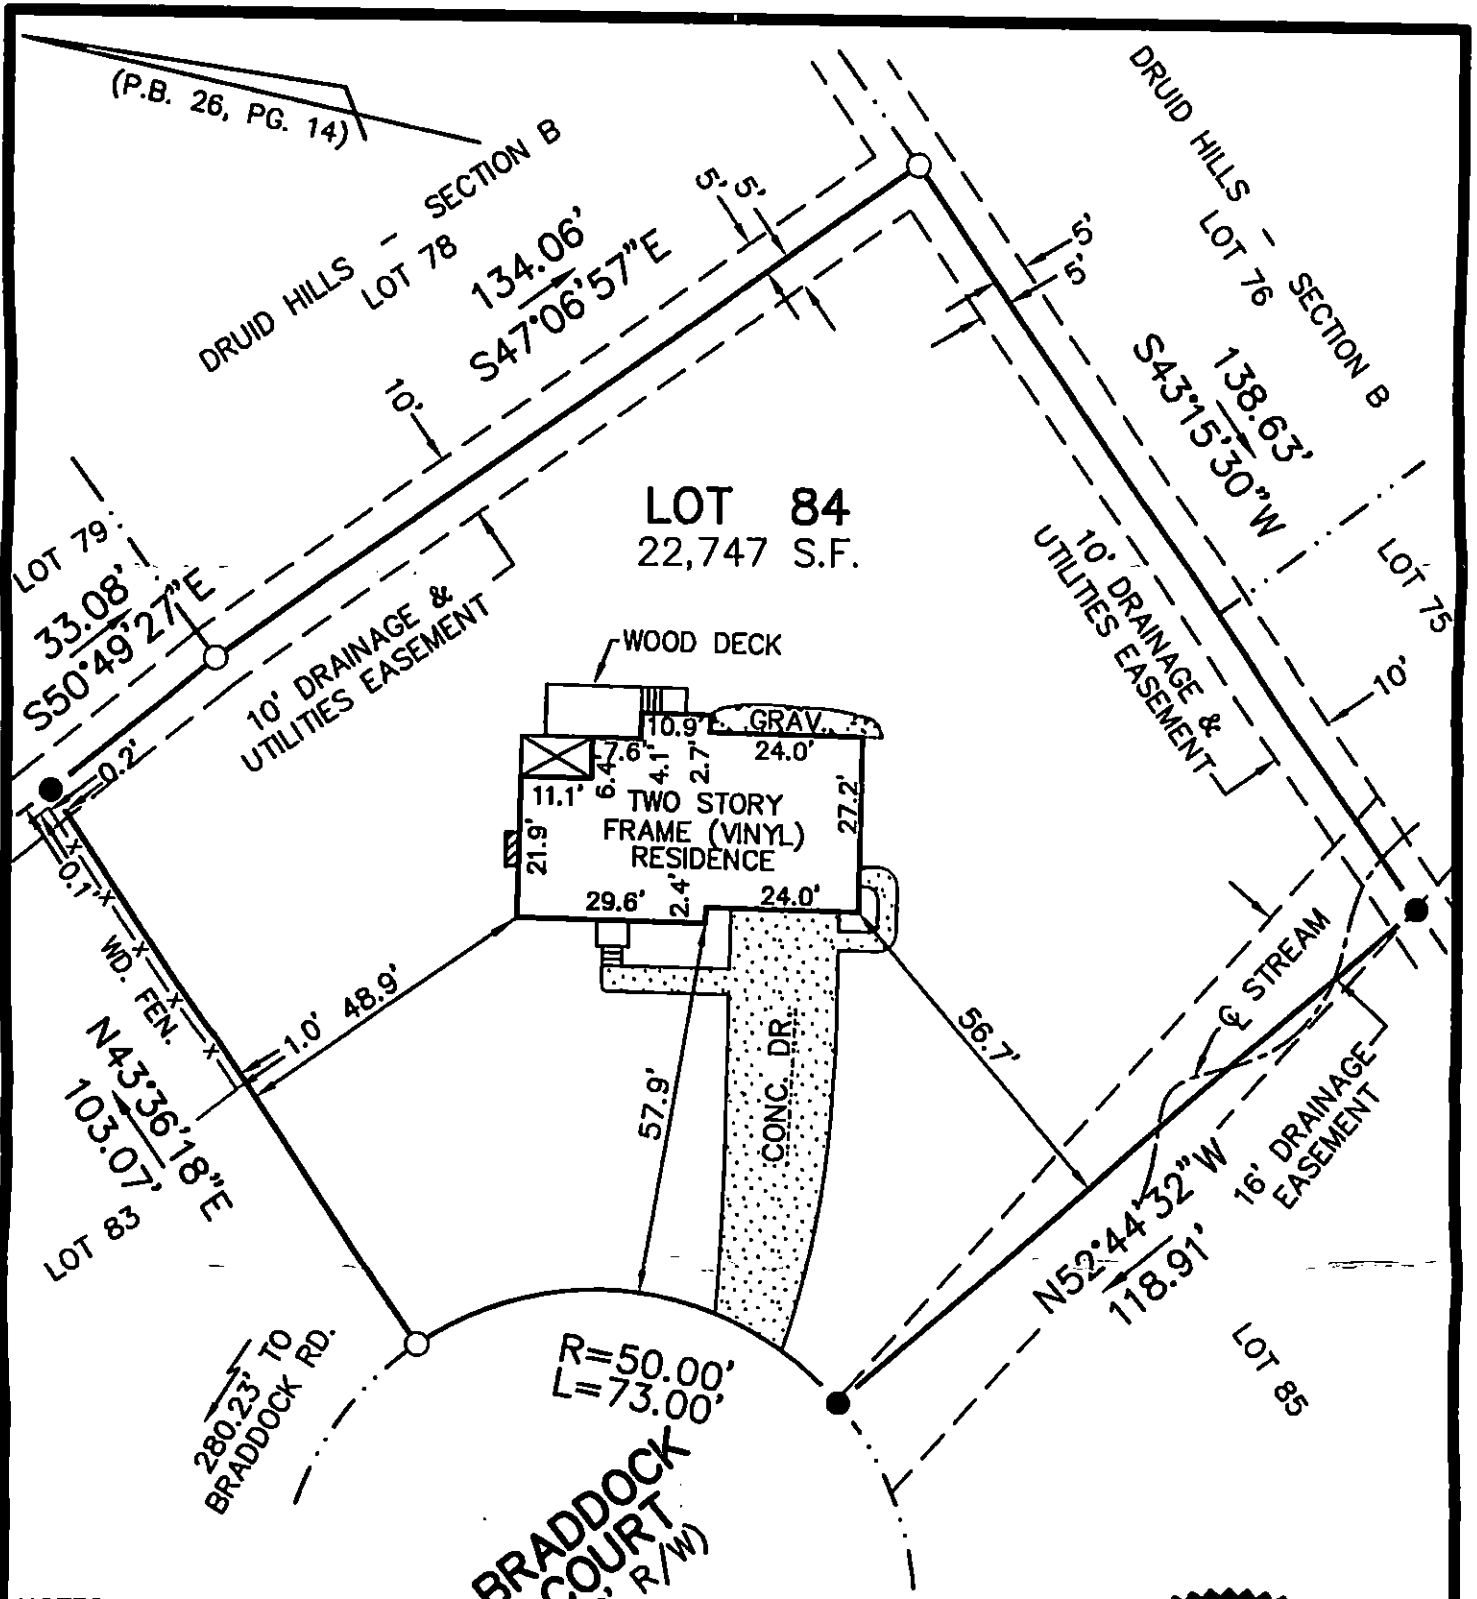 (P.B. 26, PG. 14)
DRUID HILLS - SECTION B
LOT 78
134.06'
S47°06'57"E
5'
5'
10'
DRUID HILLS - SECTION B
LOT 76
5'
5'
138.63'
S43°15'30"W
LOT 84
22,747 S.F.
LOT 79
33.08'
S50°49'27"E
10' DRAINAGE &
UTILITIES EASEMENT
10' DRAINAGE &
UTILITIES EASEMENT
LOT 75
10'
WOOD DECK
10.9'
GRAV.
7.6'
4.1'
2.7'
24.0'
6.4'
11.1'
TWO STORY
FRAME (VINYL)
RESIDENCE
27.2'
21.9'
29.6'
2.4'
24.0'
0.2'
0.1'
WD. FEN.
1.0'
48.9'
N43°36'18"E
103.07'
LOT 83
57.9'
CONC. DR.
56.7'
℄ STREAM
16' DRAINAGE
EASEMENT
N52°44'32"W
118.91'
LOT 85
280.23' TO
BRADDOCK RD.
R=50.00'
L=73.00'
BRADDOCK
COURT
R/W)